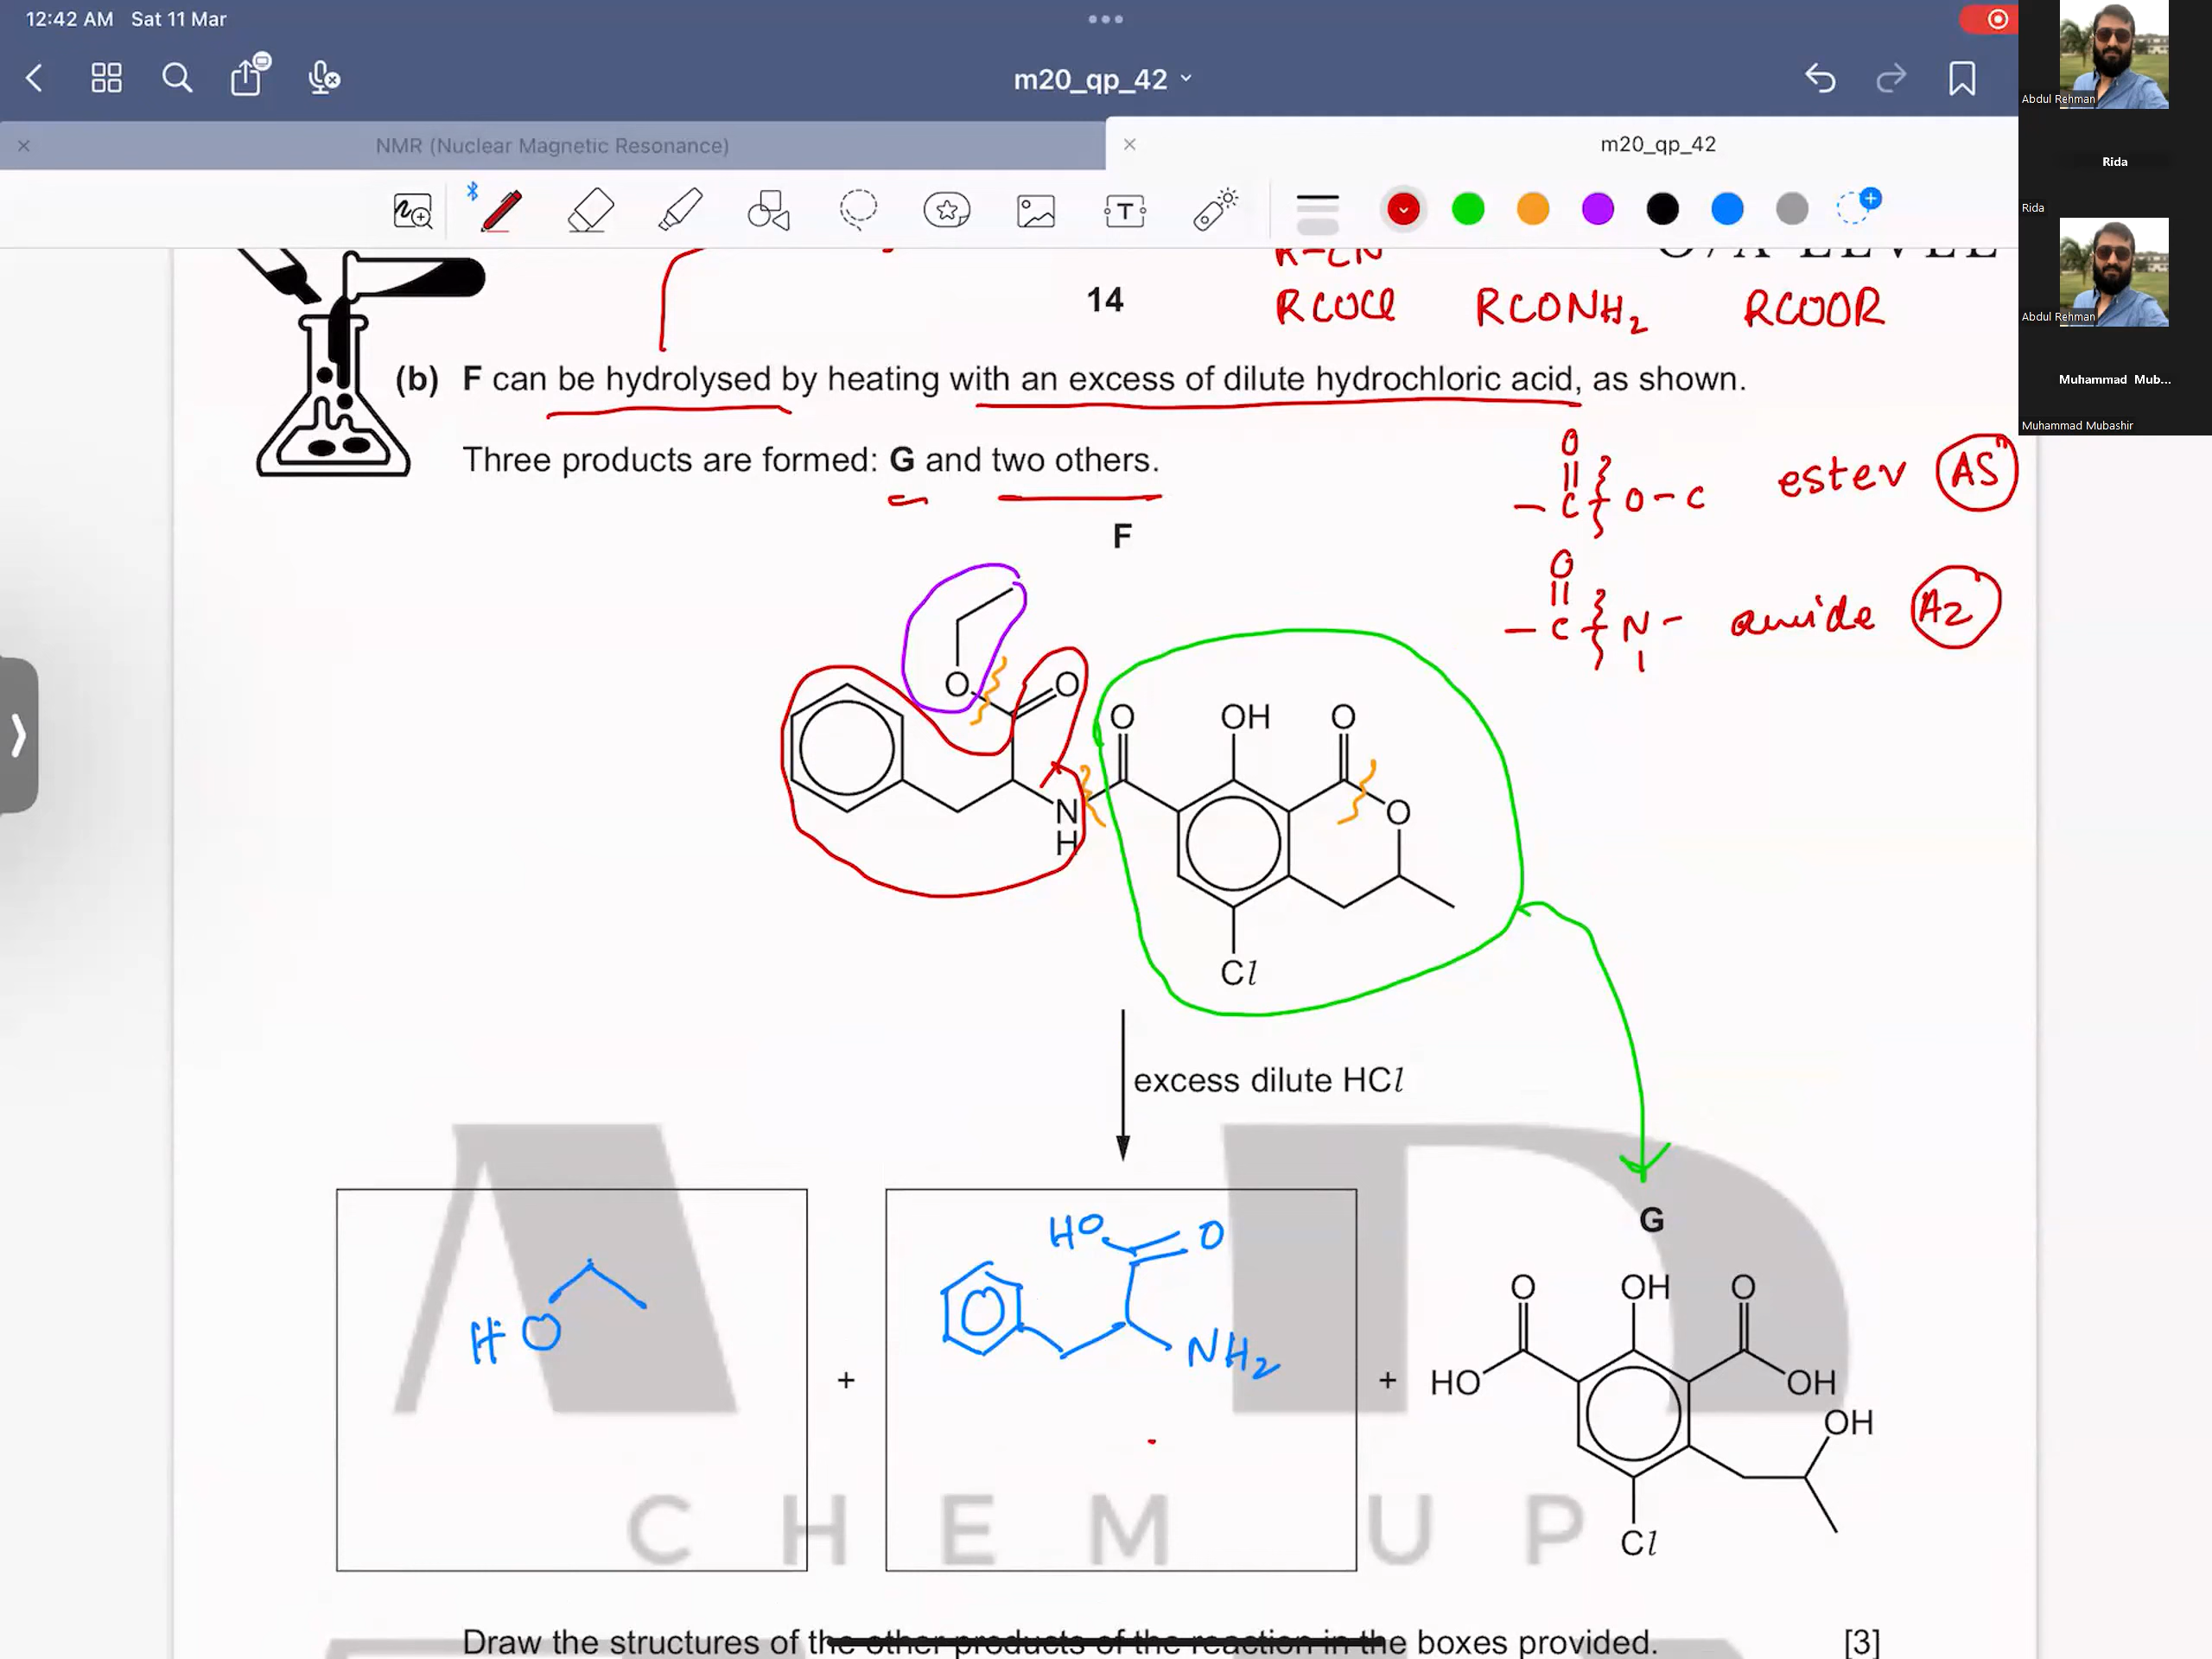 12:42 AM Sat 11 Mar
m20_qp_42
NMR (Nuclear Magnetic Resonance)
m20_qp_42
Abdul Rehman
Rida
Rida
Abdul Rehman
Muhammad Mub...
Muhammad Mubashir
R-CN
O/A LEVEL
14
RCOCl RCONH2 RCOOR
(b) F can be hydrolysed by heating with an excess of dilute hydrochloric acid, as shown.
Three products are formed: G and two others.
O
- C O-C ester AS
O
- C N- amide A2
F
O O
O OH O
N
H
O
Cl
excess dilute HCl
G
HO O
O OH O
H O
NH2
+
+
HO OH
OH
Cl
CHEM UP
Draw the structures of the other products of the reaction in the boxes provided. [3]